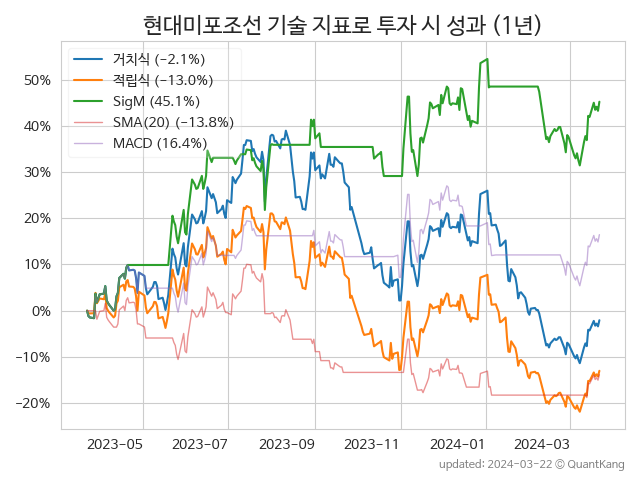 현대미포조선 기술 지표로 투자 시 성과 (1년)
거치식 (−2.1%)
적립식 (−13.0%)
SigM (45.1%)
SMA(20) (−13.8%)
MACD (16.4%)
50%
40%
30%
20%
10%
0%
−10%
−20%
2023-05 2023-07 2023-09 2023-11 2024-01 2024-03
updated: 2024-03-22 © QuantKang